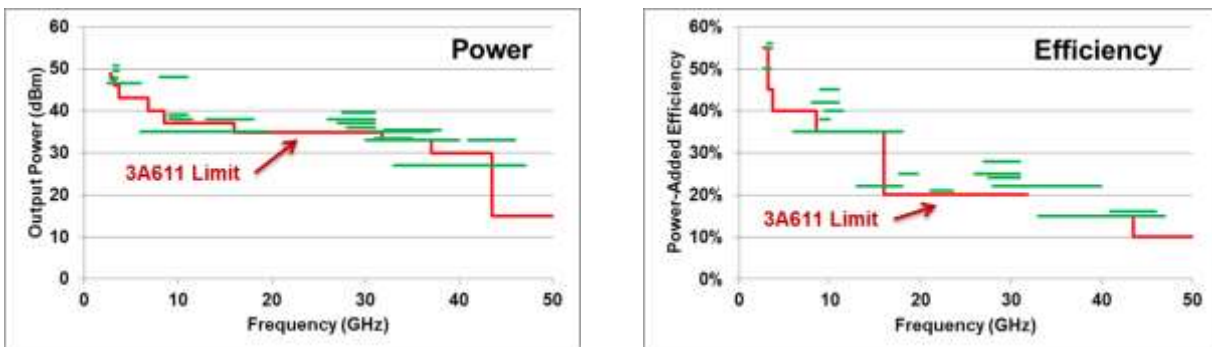 Power
Output Power (dBm)
60
50
40
30
20
10
0
3A611 Limit
0 10 20 30 40 50
Frequency (GHz)
Efficiency
Power-Added Efficiency
60%
50%
40%
30%
20%
10%
0%
3A611 Limit
0 10 20 30 40 50
Frequency (GHz)